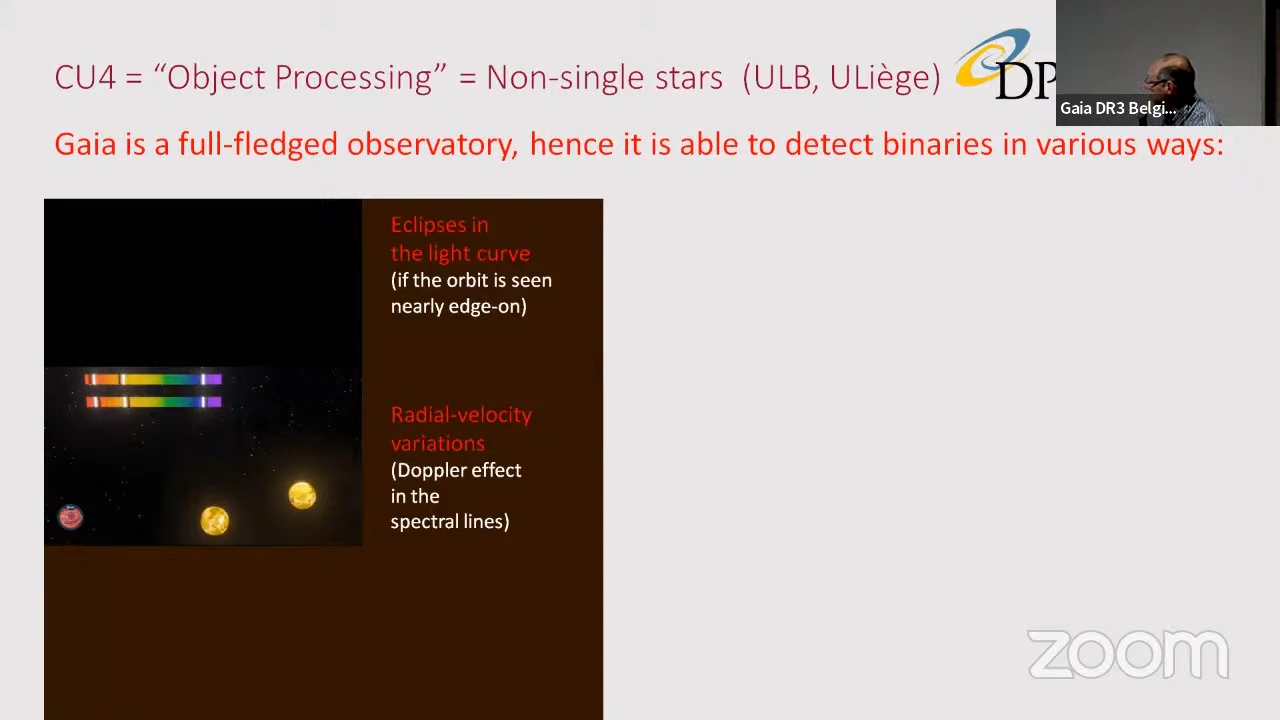 CU4 = “Object Processing” = Non-single stars (ULB, ULiège)
DP
Gaia DR3 Belgi...
Gaia is a full-fledged observatory, hence it is able to detect binaries in various ways:
Eclipses in
the light curve
(if the orbit is seen
nearly edge-on)
Radial-velocity
variations
(Doppler effect
in the
spectral lines)
zoom